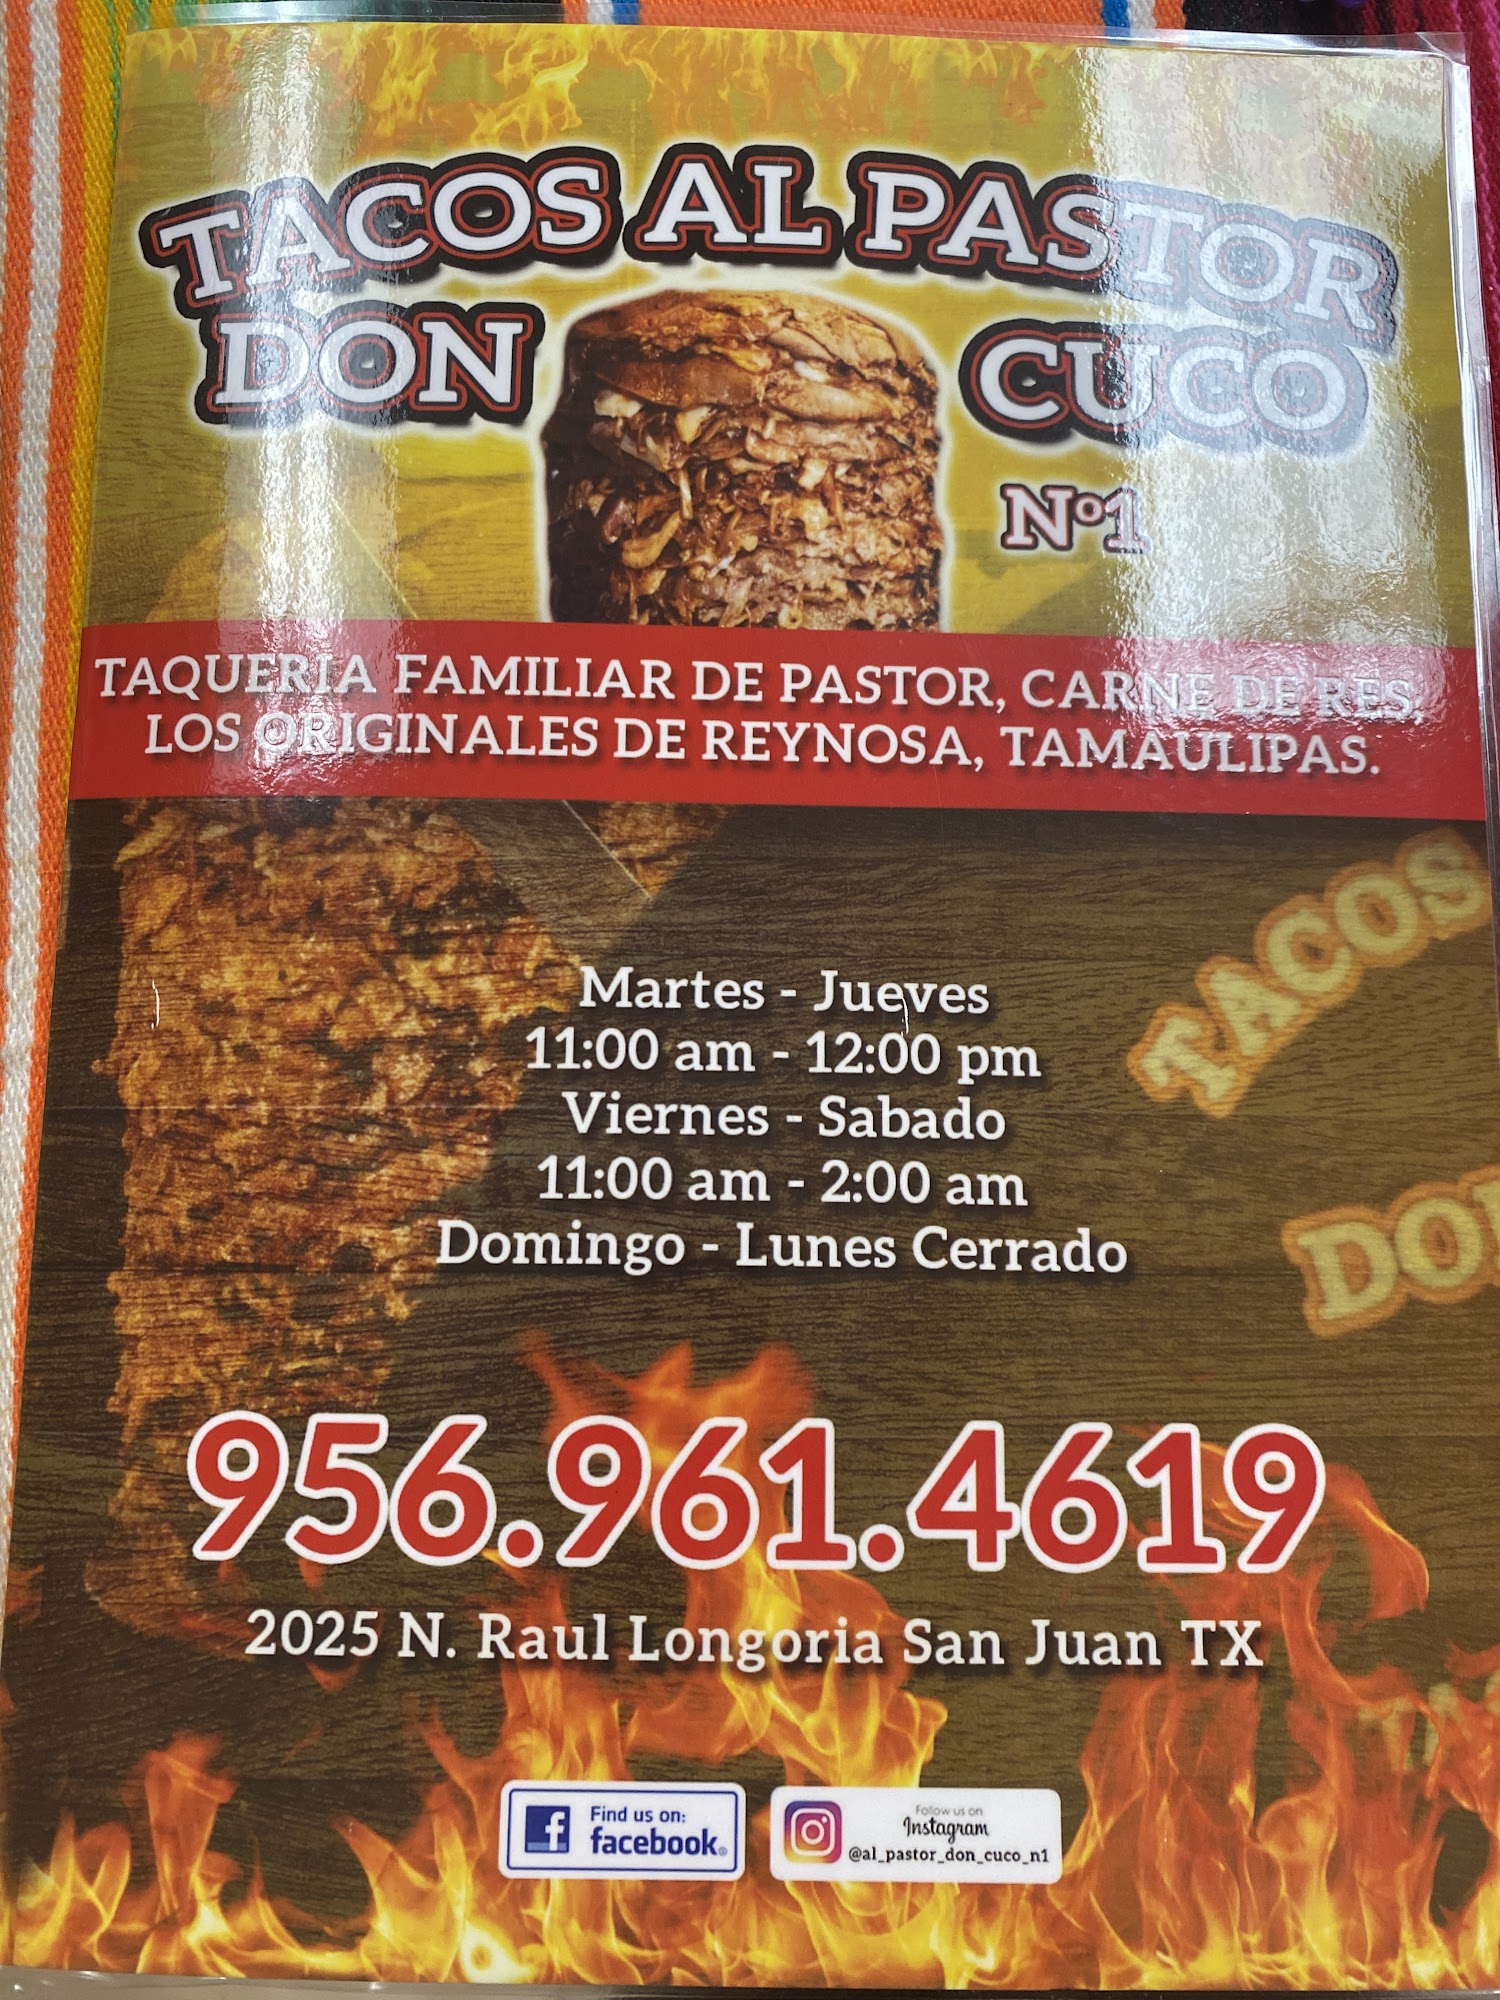 TACOS AL PASTOR
DON CUCO
Nº1
TAQUERIA FAMILIAR DE PASTOR, CARNE DE RES,
LOS ORIGINALES DE REYNOSA, TAMAULIPAS.
TACOS
Martes - Jueves
11:00 am - 12:00 pm
Viernes - Sabado
11:00 am - 2:00 am
Domingo - Lunes Cerrado
956.961.4619
2025 N. Raul Longoria San Juan TX
Find us on:
facebook
Follow us on
Instagram
@al_pastor_don_cuco_n1